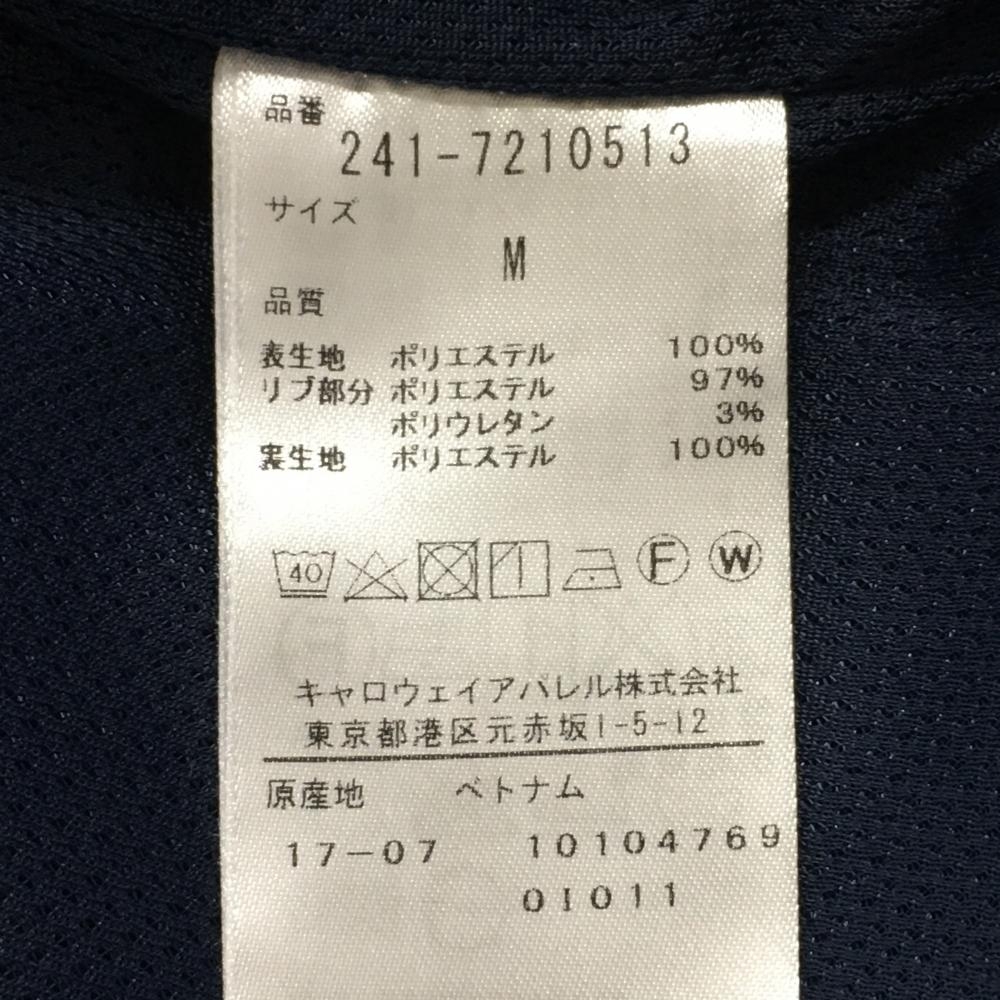 品番
241-7210513
サイズ
M
品質
表生地 ポリエステル 100%
リブ部分 ポリエステル 97%
ポリウレタン 3%
裏生地 ポリエステル 100%
40 F W
キャロウェイアパレル株式会社
東京都港区元赤坂1-5-12
原産地 ベトナム
17-07 10104769
01011